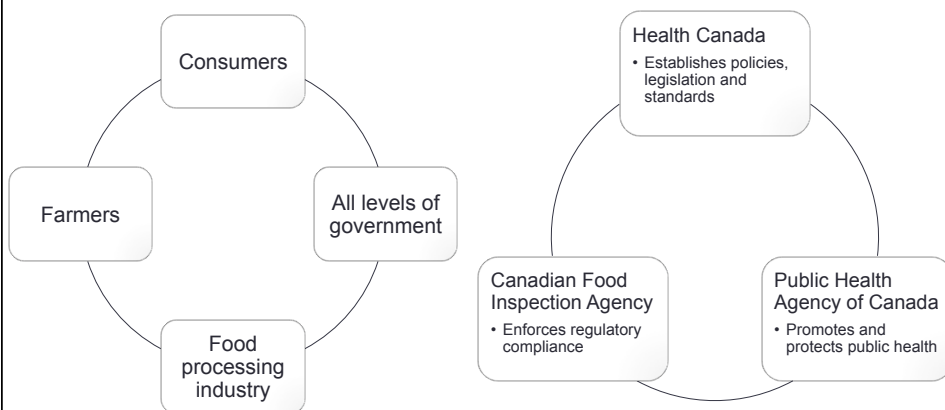 Consumers
Farmers
All levels of
government
Food
processing
industry
Health Canada
• Establishes policies,
legislation and
standards
Canadian Food
Inspection Agency
• Enforces regulatory
compliance
Public Health
Agency of Canada
• Promotes and
protects public health